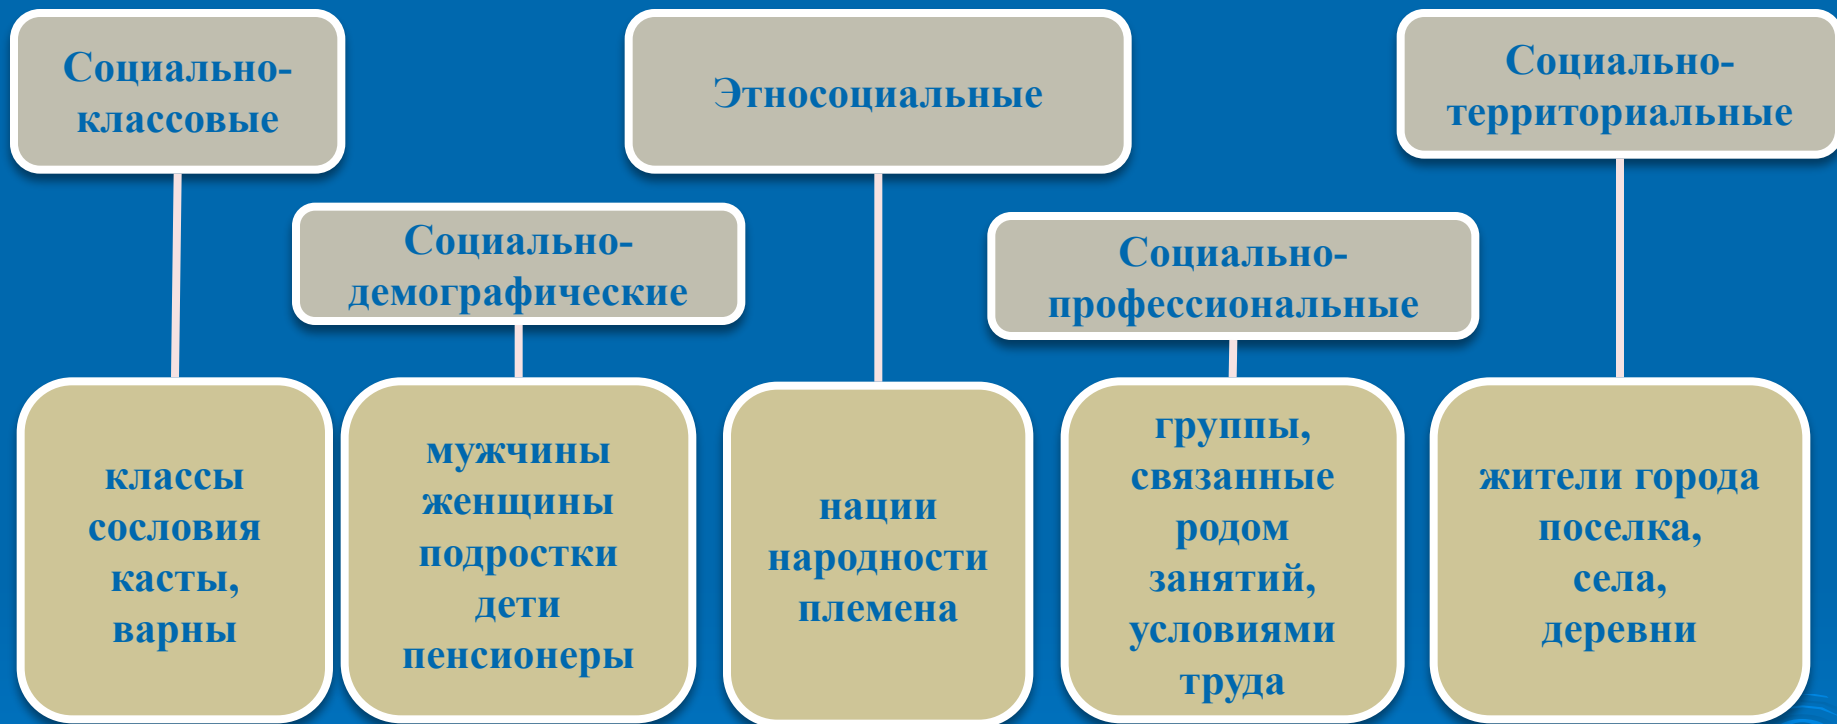 Социально-
классовые
Этносоциальные
Социально-
территориальные
Социально-
демографические
Социально-
профессиональные
классы
сословия
касты,
варны
мужчины
женщины
подростки
дети
пенсионеры
нации
народности
племена
группы,
связанные
родом
занятий,
условиями
труда
жители города
поселка,
села,
деревни